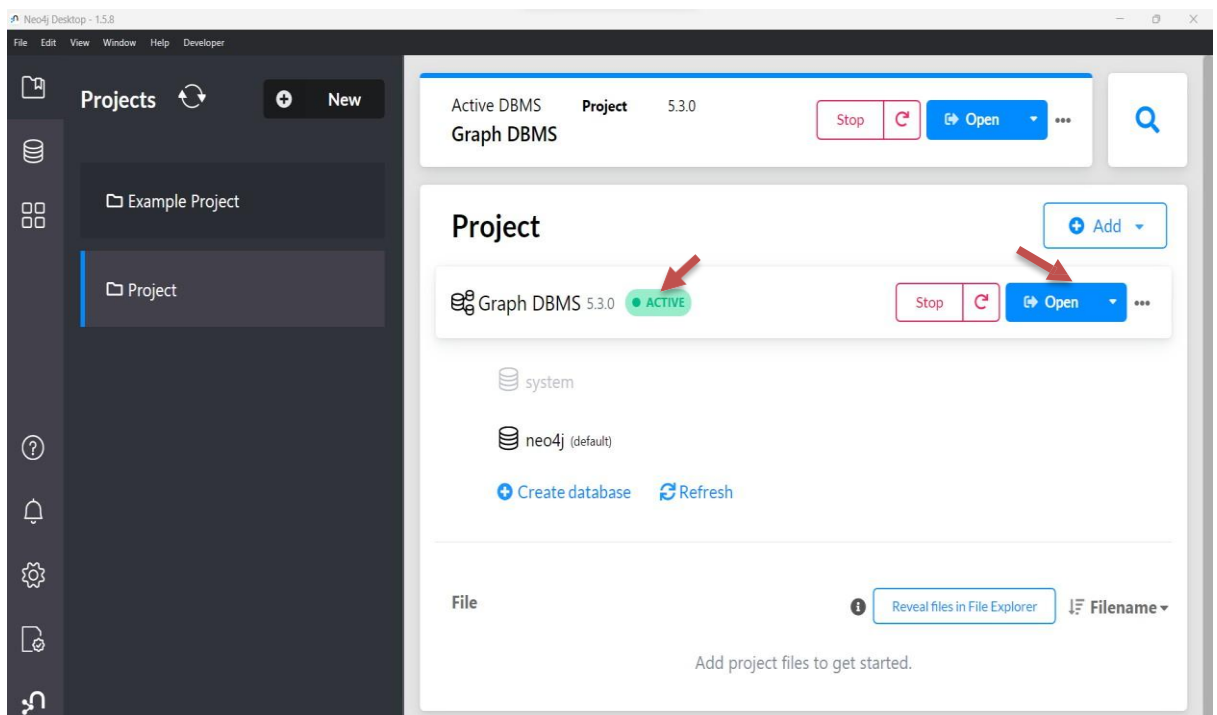 Neo4j Desktop - 1.5.8
File Edit View Window Help Developer
Projects New
Example Project
Project
Active DBMS Project 5.3.0
Graph DBMS
Stop Open
Project
Add
Graph DBMS 5.3.0 ACTIVE
Stop Open
system
neo4j (default)
Create database Refresh
File
Reveal files in File Explorer Filename
Add project files to get started.